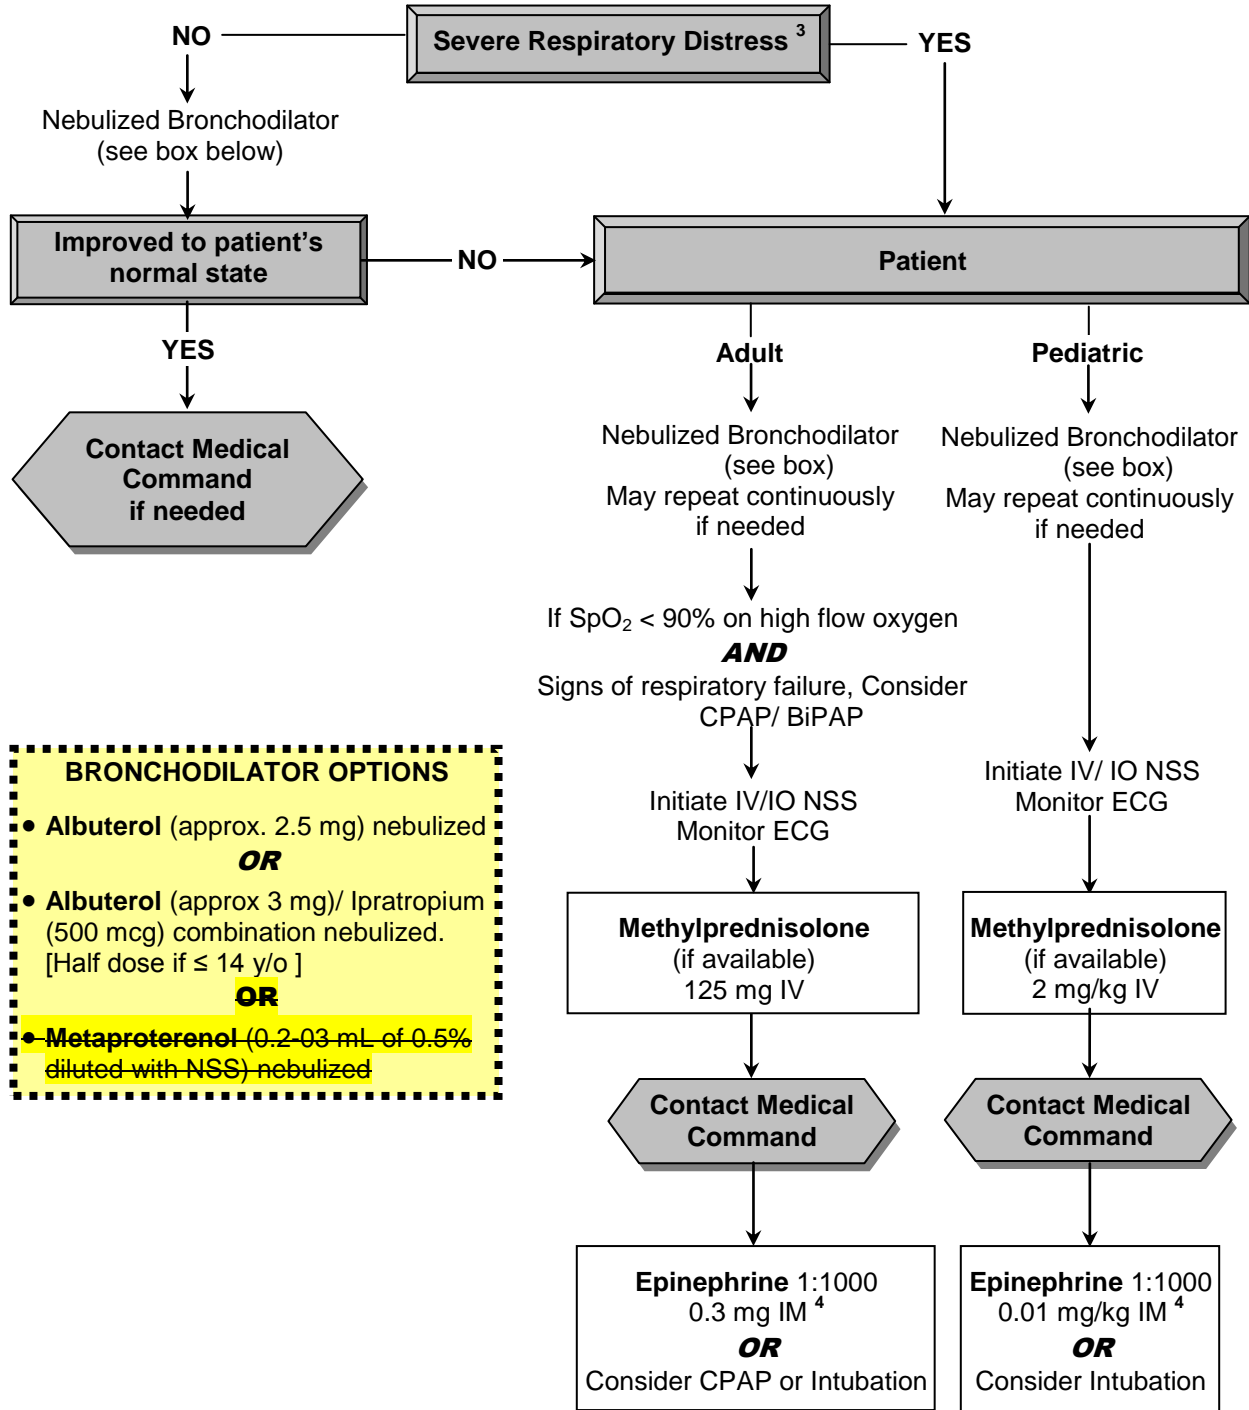 Severe Respiratory Distress 3
NO
YES
Nebulized Bronchodilator
(see box below)
Improved to patient's
normal state
NO
Patient
YES
Contact Medical
Command
if needed
Adult
Nebulized Bronchodilator
(see box)
May repeat continuously
if needed
If SpO2 < 90% on high flow oxygen
AND
Signs of respiratory failure, Consider
CPAP/ BiPAP
Initiate IV/IO NSS
Monitor ECG
Methylprednisolone
(if available)
125 mg IV
Contact Medical
Command
Epinephrine 1:1000
0.3 mg IM 4
OR
Consider CPAP or Intubation
Pediatric
Nebulized Bronchodilator
(see box)
May repeat continuously
if needed
Initiate IV/ IO NSS
Monitor ECG
Methylprednisolone
(if available)
2 mg/kg IV
Contact Medical
Command
Epinephrine 1:1000
0.01 mg/kg IM 4
OR
Consider Intubation
BRONCHODILATOR OPTIONS
• Albuterol (approx. 2.5 mg) nebulized
OR
• Albuterol (approx 3 mg)/ Ipratropium
(500 mcg) combination nebulized.
[Half dose if ≤ 14 y/o ]
OR
• Metaproterenol (0.2-03 mL of 0.5%
diluted with NSS) nebulized